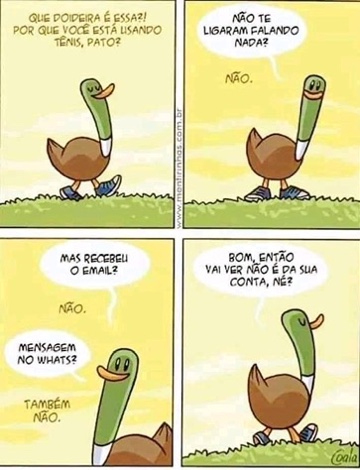 QUE DOIDEIRA É ESSA?!
POR QUE VOCÊ ESTÁ USANDO
TÊNIS, PATO?
NÃO TE
LIGARAM FALANDO
NADA?
NÃO.
www.mentirinhas.com.br
MAS RECEBEU
O EMAIL?
NÃO.
MENSAGEM
NO WHATS?
TAMBÉM
NÃO.
BOM, ENTÃO
VAI VER NÃO É DA SUA
CONTA, NÉ?
Coala